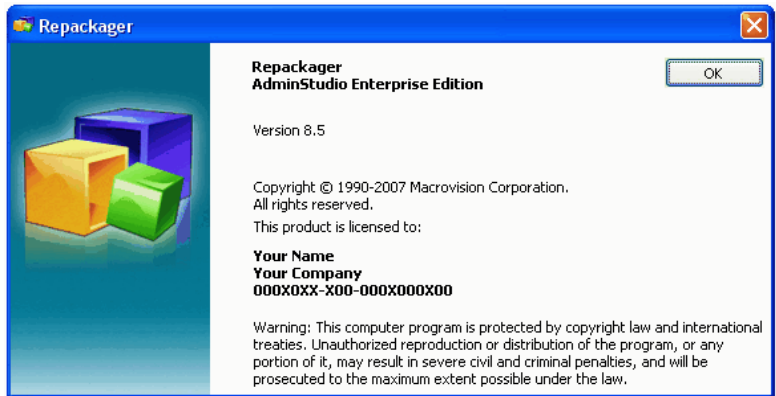 Repackager
Repackager
OK
AdminStudio Enterprise Edition
Version 8.5
Copyright © 1990-2007 Macrovision Corporation.
All rights reserved.
This product is licensed to:
Your Name
Your Company
000X0XX-X00-000X000X00
Warning: This computer program is protected by copyright law and international
treaties. Unauthorized reproduction or distribution of the program, or any
portion of it, may result in severe civil and criminal penalties, and will be
prosecuted to the maximum extent possible under the law.